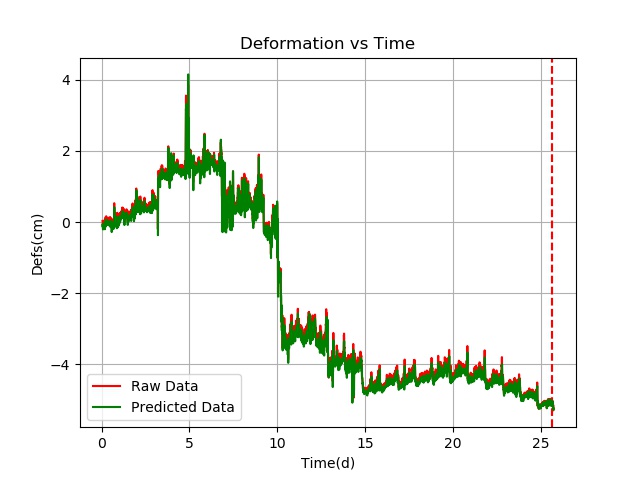 Deformation vs Time
4
2
0
−2
−4
Defs(cm)
Raw Data
Predicted Data
0 5 10 15 20 25
Time(d)